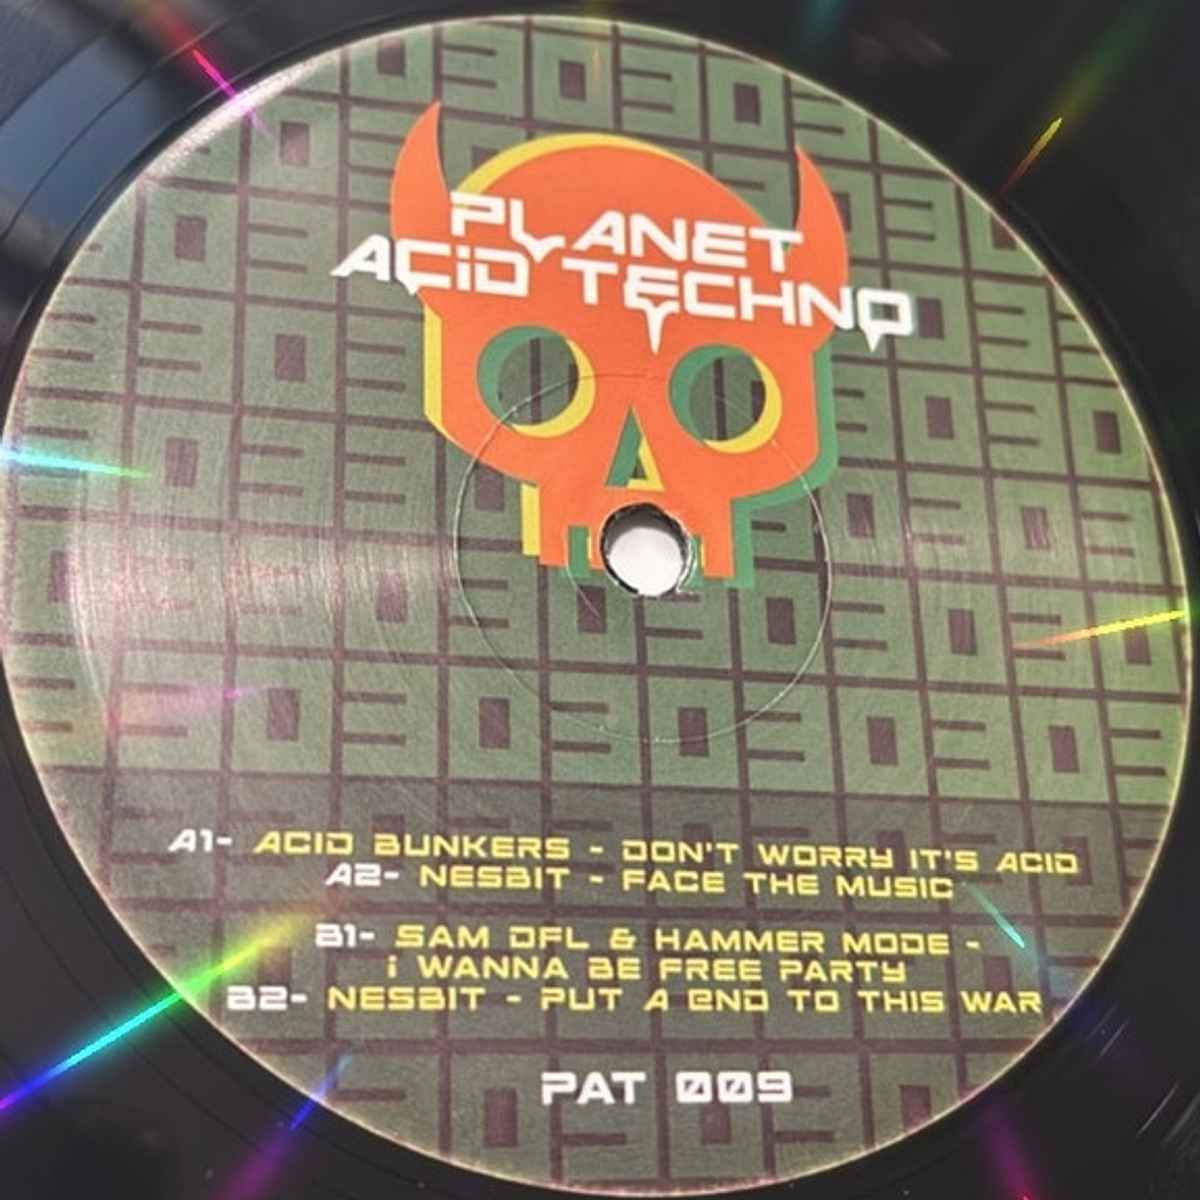 PLANET
ACiD TECHNO
A1- ACID BUNKERS - DON'T WORRY IT'S ACID
A2- NESBIT - FACE THE MUSIC
B1- SAM DFL & HAMMER MODE -
i WANNA BE FREE PARTY
B2- NESBIT - PUT A END TO THIS WAR
PAT 009